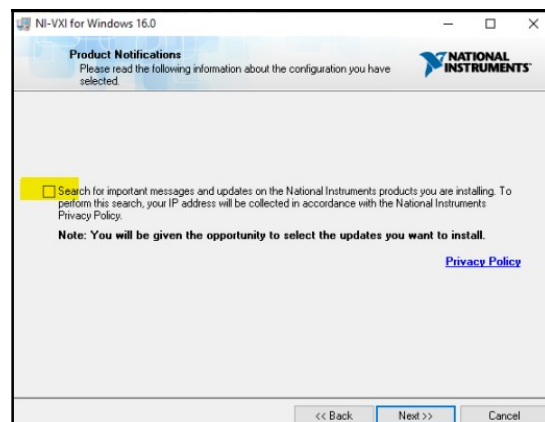 NI-VXI for Windows 16.0
Product Notifications
Please read the following information about the configuration you have
selected.
NATIONAL
INSTRUMENTS
Search for important messages and updates on the National Instruments products you are installing. To
perform this search, your IP address will be collected in accordance with the National Instruments
Privacy Policy.
Note: You will be given the opportunity to select the updates you want to install.
Privacy Policy
<< Back
Next >>
Cancel